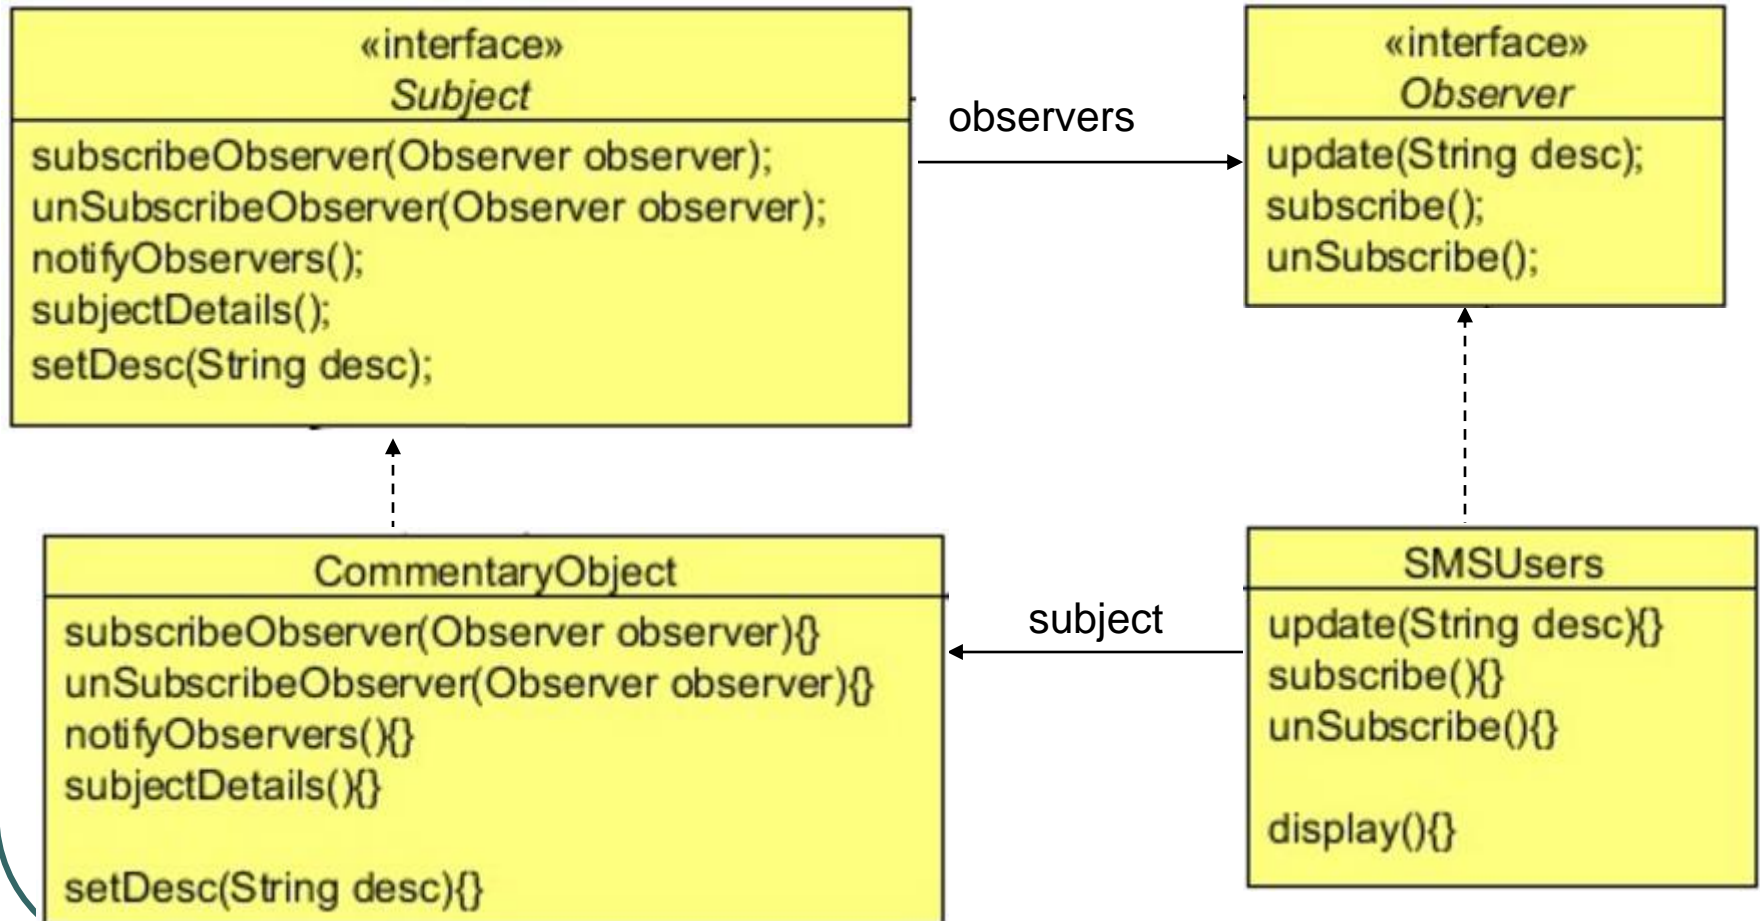 «interface»
Subject
subscribeObserver(Observer observer);
unSubscribeObserver(Observer observer);
notifyObservers();
subjectDetails();
setDesc(String desc);
observers
«interface»
Observer
update(String desc);
subscribe();
unSubscribe();
CommentaryObject
subscribeObserver(Observer observer){}
unSubscribeObserver(Observer observer){}
notifyObservers(){}
subjectDetails(){}
setDesc(String desc){}
subject
SMSUsers
update(String desc){}
subscribe(){}
unSubscribe(){}
display(){}